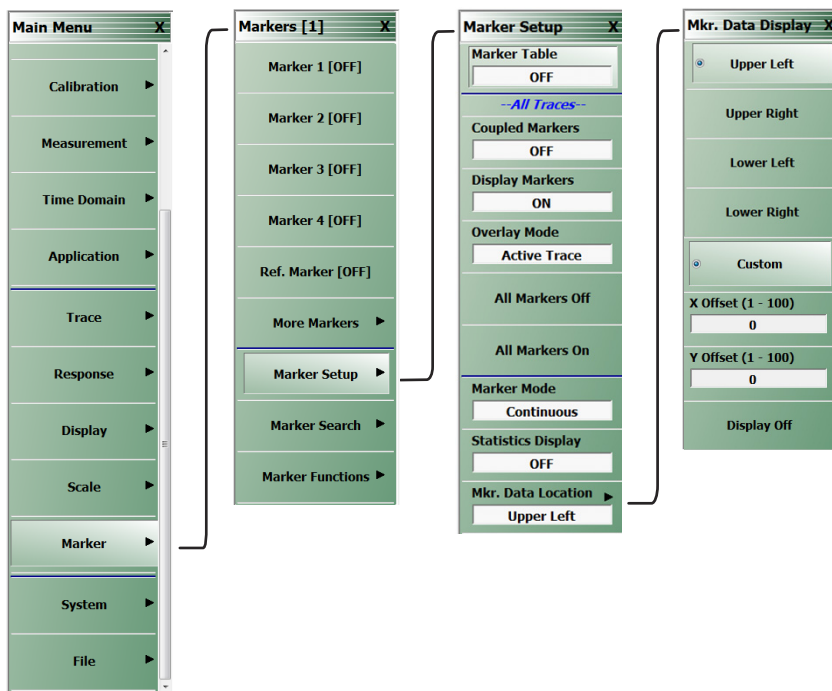 Main Menu X
Calibration
Measurement
Time Domain
Application
Trace
Response
Display
Scale
Marker
System
File
Markers [1] X
Marker 1 [OFF]
Marker 2 [OFF]
Marker 3 [OFF]
Marker 4 [OFF]
Ref. Marker [OFF]
More Markers
Marker Setup
Marker Search
Marker Functions
Marker Setup X
Marker Table
OFF
--All Traces--
Coupled Markers
OFF
Display Markers
ON
Overlay Mode
Active Trace
All Markers Off
All Markers On
Marker Mode
Continuous
Statistics Display
OFF
Mkr. Data Location
Upper Left
Mkr. Data Display X
Upper Left
Upper Right
Lower Left
Lower Right
Custom
X Offset (1 - 100)
0
Y Offset (1 - 100)
0
Display Off